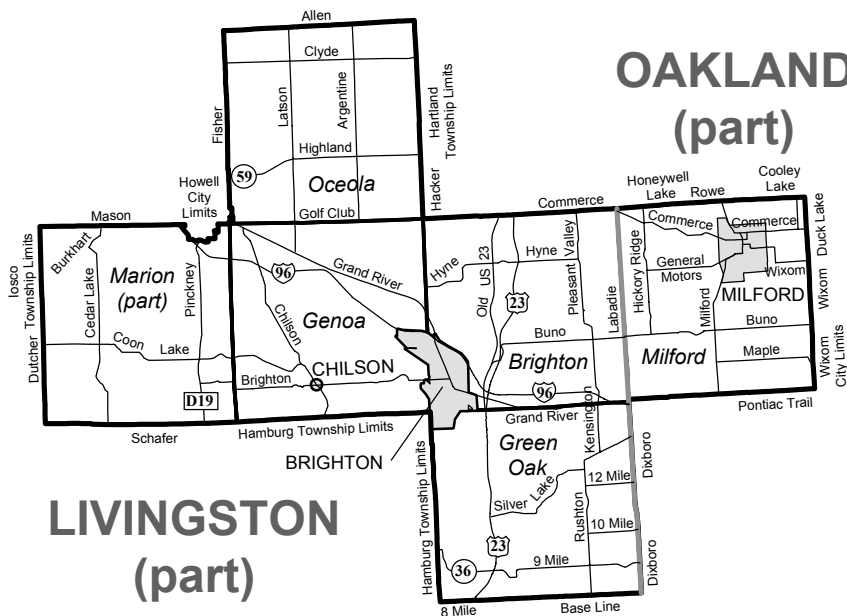 Allen
Clyde
Fisher
Latson
Argentine
Hartland
Township Limits
OAKLAND
(part)
Highland
59
Oceola
Howell
City
Limits
Golf Club
Hacker
Mason
Commerce
Honeywell
Lake
Rowe
Cooley
Lake
Iosco
Dutcher Township Limits
Burkhart
Cedar Lake
Marion
(part)
Pinckney
96
Grand River
Chilson
Genoa
Hyne
Old US 23
Hyne
23
Pleasant Valley
Labadie
Hickory Ridge
Commerce
Commerce
General
Motors
Milford
Wixom
MILFORD
Duck Lake
Wixom
Wixom
City Limits
Coon
Lake
CHILSON
Brighton
D19
Buno
Buno
Brighton
Milford
Maple
96
Grand River
Pontiac Trail
Schafer
Hamburg Township Limits
BRIGHTON
Hamburg Township Limits
Green
Oak
Kensington
Dixboro
Silver Lake
12 Mile
Rushton
10 Mile
LIVINGSTON
(part)
23
36
9 Mile
Dixboro
8 Mile
Base Line